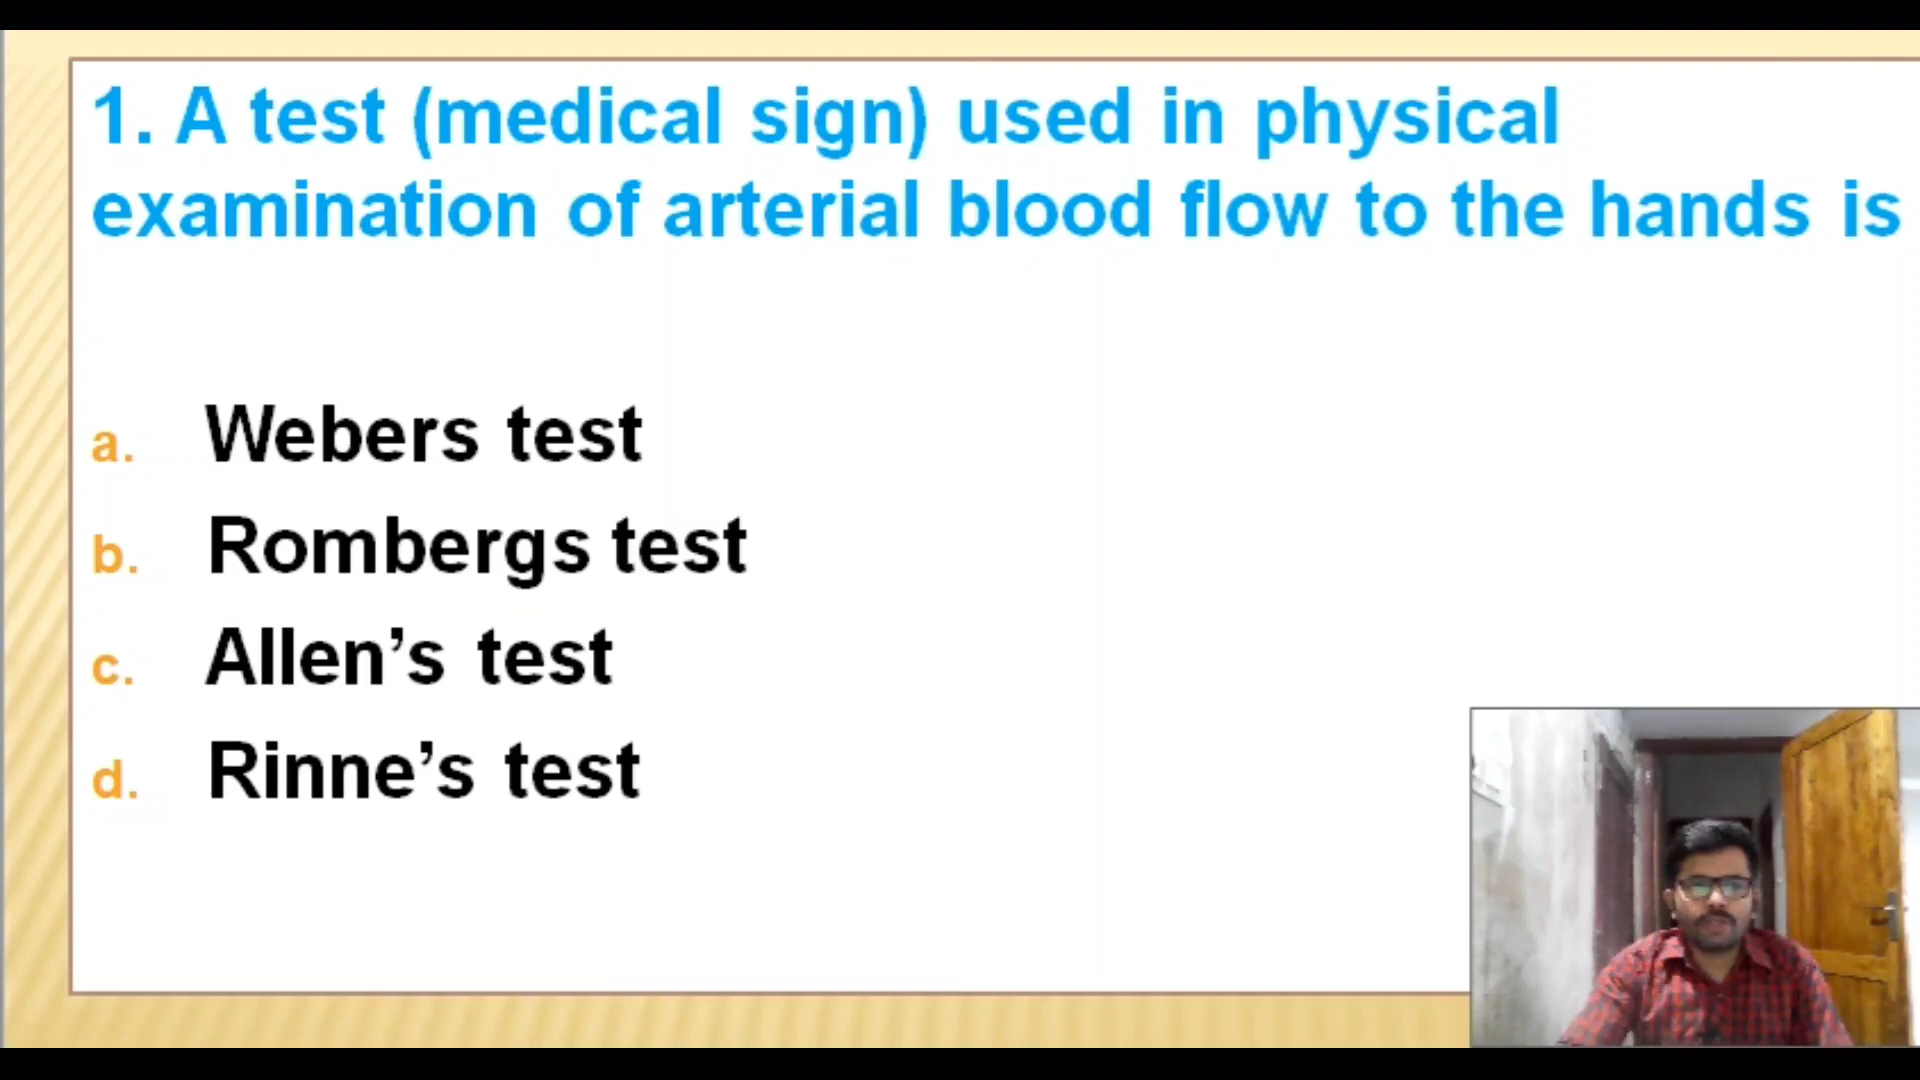 1. A test (medical sign) used in physical
examination of arterial blood flow to the hands is
a. Webers test
b. Rombergs test
c. Allen’s test
d. Rinne’s test